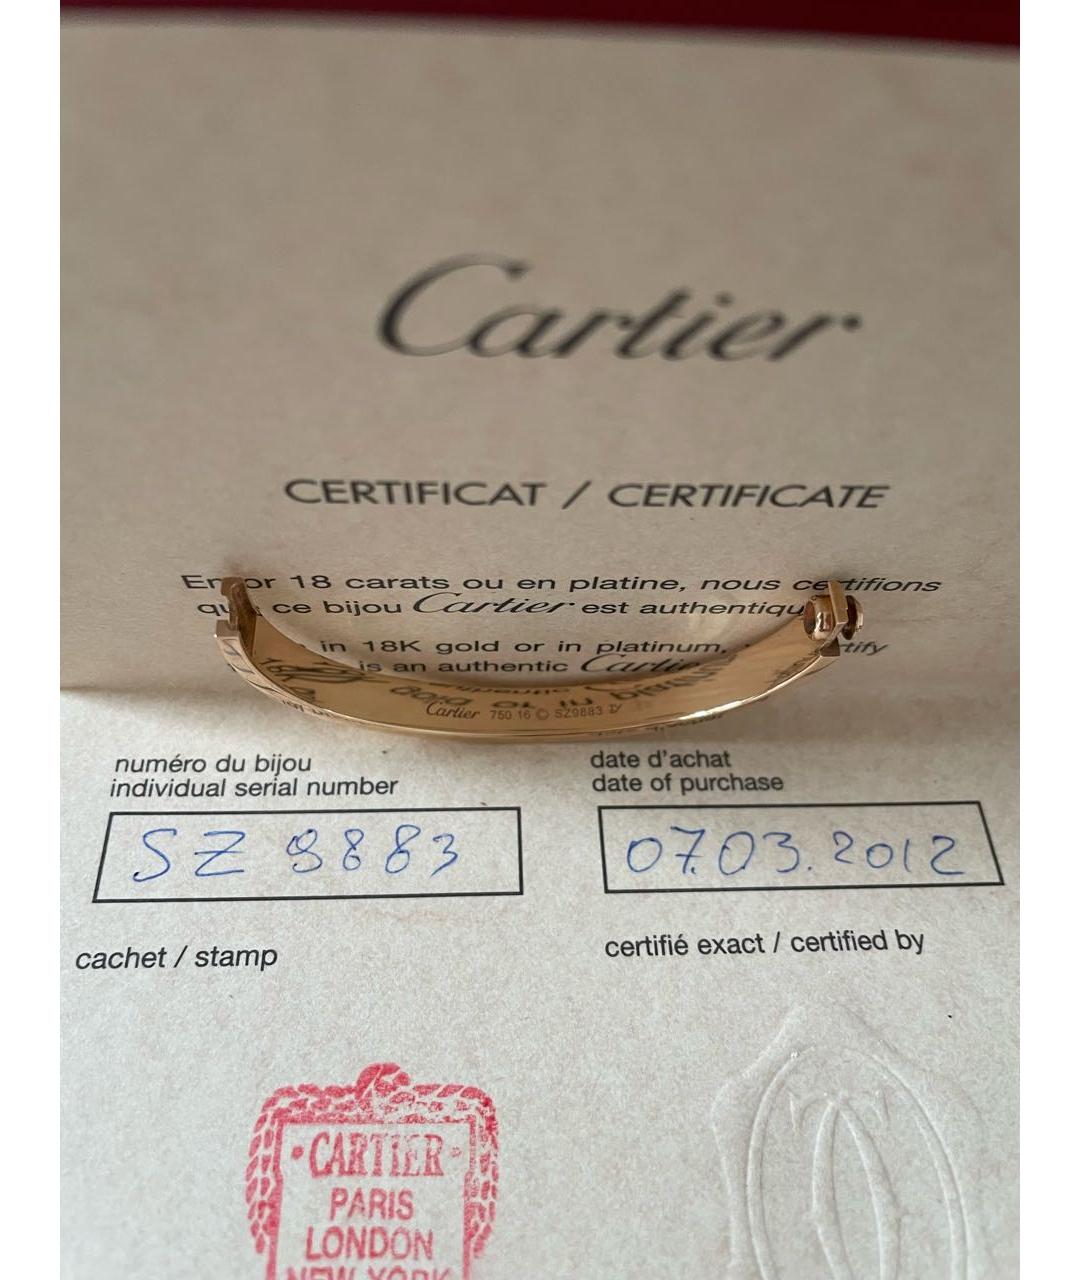 Cartier
CERTIFICAT / CERTIFICATE
En or 18 carats ou en platine, nous certifions
que ce bijou Cartier est authentique
in 18K gold or in platinum,
is an authentic Cartier
Cartier 750 16 © SZ9883
numéro du bijou
individual serial number
date d'achat
date of purchase
SZ 9883
07.03.2012
cachet / stamp
certifié exact / certified by
CARTIER
PARIS
LONDON
NEW YORK